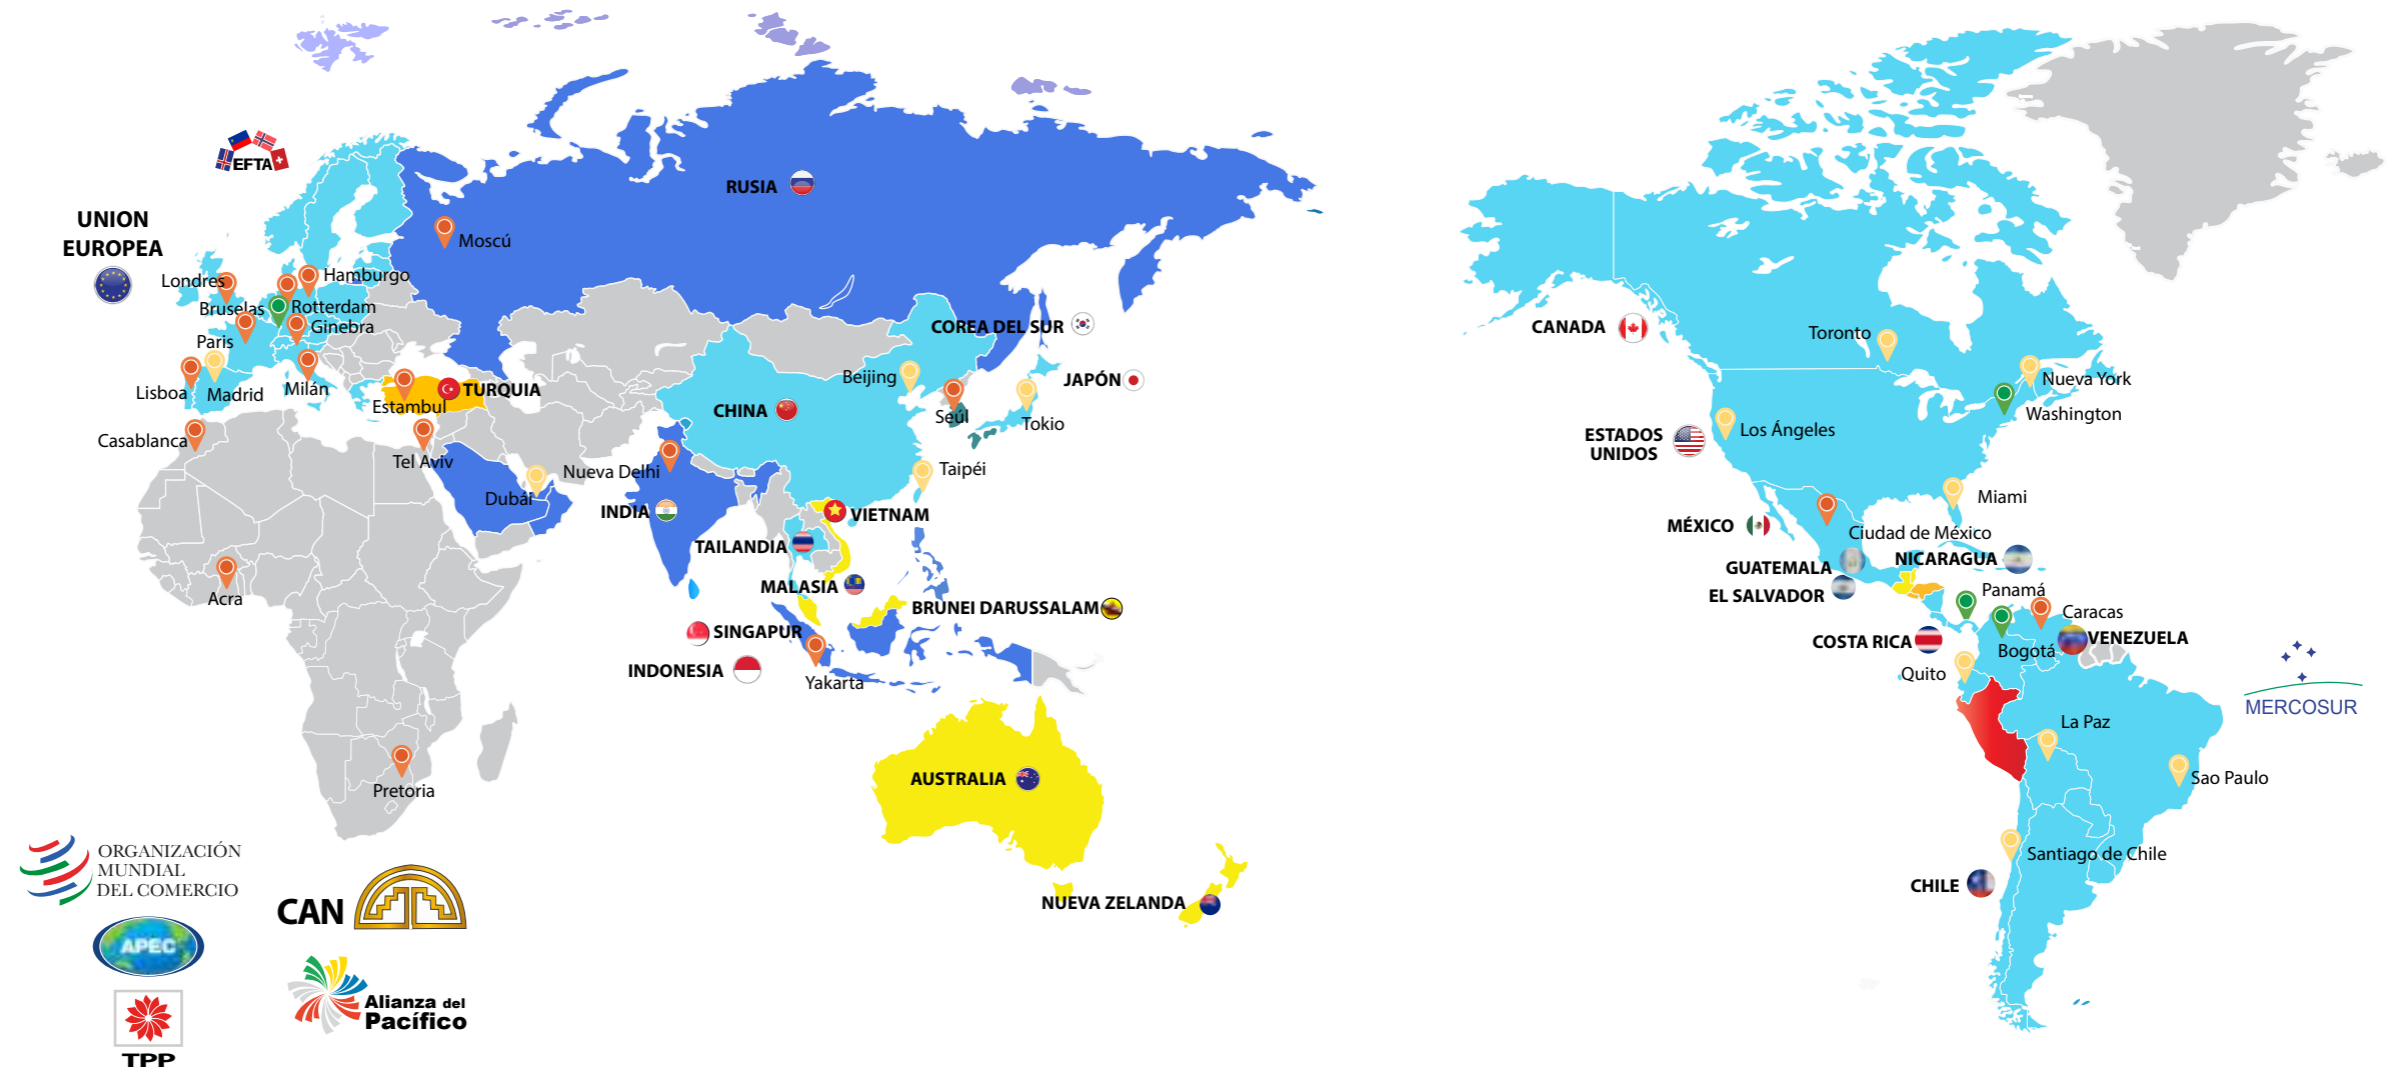 EFTA
UNION
EUROPEA
RUSIA
Moscú
Londres
Hamburgo
Bruselas
Rotterdam
Ginebra
Paris
Lisboa
Madrid
Milán
Estambul
TURQUIA
Casablanca
Tel Aviv
Dubái
Nueva Delhi
INDIA
CHINA
Beijing
COREA DEL SUR
Seúl
JAPÓN
Tokio
Taipéi
VIETNAM
TAILANDIA
MALASIA
BRUNEI DARUSSALAM
SINGAPUR
INDONESIA
Yakarta
Acra
Pretoria
AUSTRALIA
NUEVA ZELANDA
ORGANIZACIÓN
MUNDIAL
DEL COMERCIO
CAN
APEC
Alianza del
Pacífico
TPP
CANADA
Toronto
Nueva York
Washington
ESTADOS
UNIDOS
Los Ángeles
Miami
MÉXICO
Ciudad de México
GUATEMALA
NICARAGUA
EL SALVADOR
Panamá
Caracas
COSTA RICA
Bogotá
VENEZUELA
Quito
MERCOSUR
La Paz
Sao Paulo
Santiago de Chile
CHILE